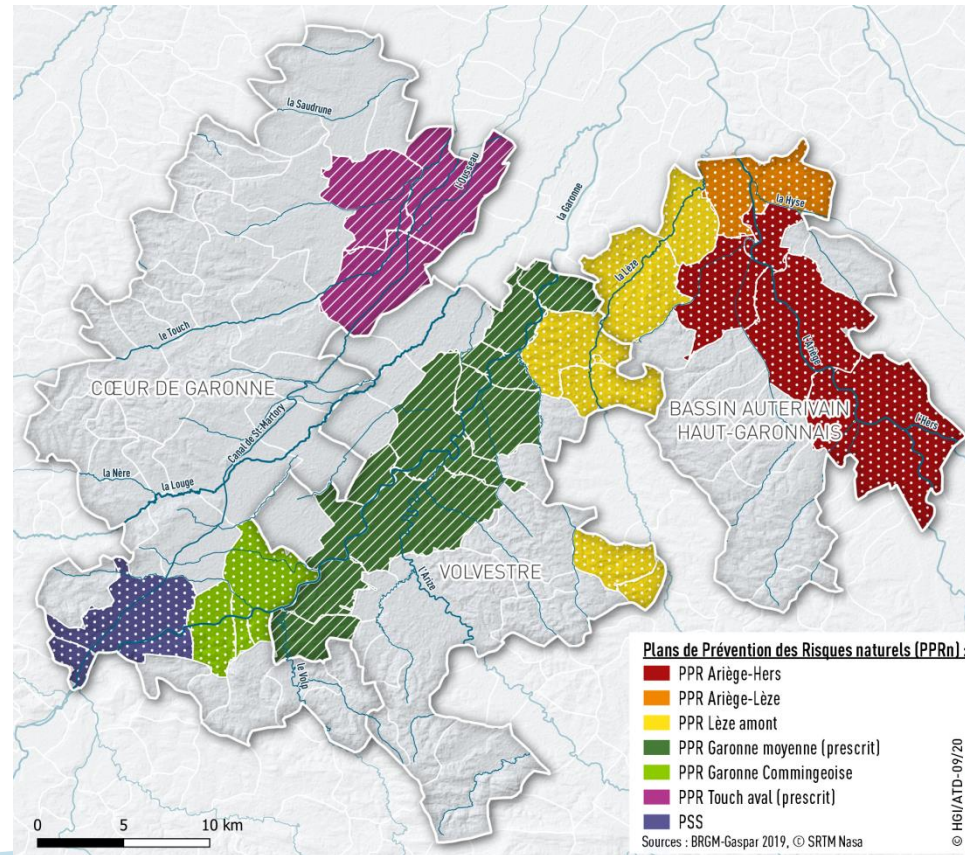 la Saudrune
l'Ousseau
la Garonne
la Hyse
la Lèze
le Touch
l'Ariège
CŒUR DE GARONNE
BASSIN AUTERIVAIN
HAUT-GARONNAIS
l'Hers
Canal de St-Martory
la Nère
la Louge
VOLVESTRE
l'Arize
le Volp
Plans de Prévention des Risques naturels (PPRn) :
PPR Ariège-Hers
PPR Ariège-Lèze
PPR Lèze amont
PPR Garonne moyenne (prescrit)
PPR Garonne Commingeoise
PPR Touch aval (prescrit)
PSS
0 5 10 km
Sources : BRGM-Gaspar 2019, © SRTM Nasa
© HGI/ATD-09/20